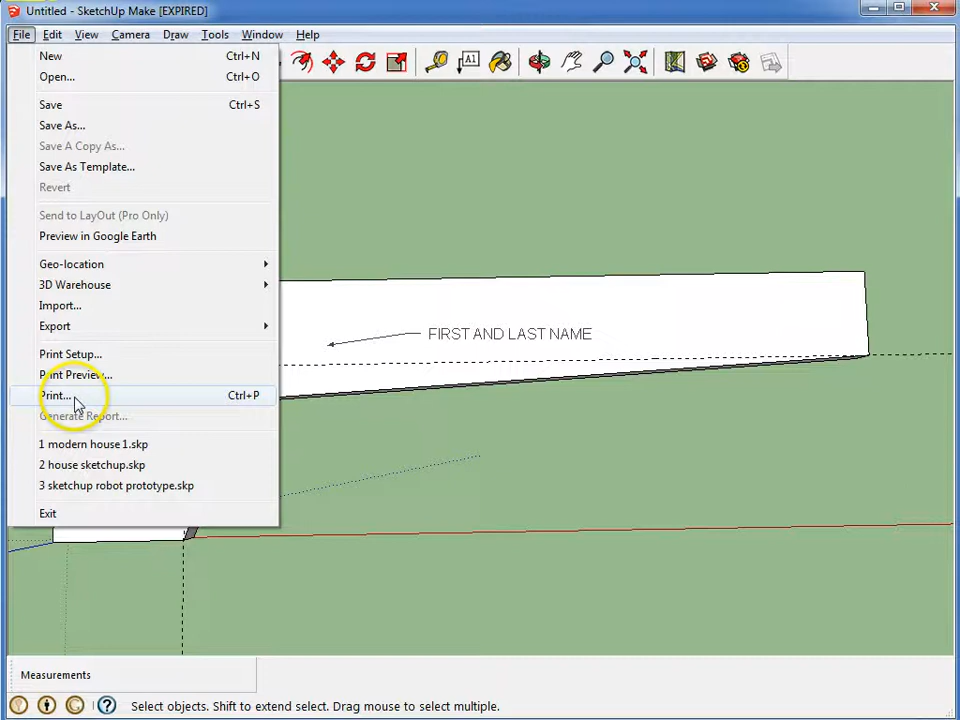 Untitled - SketchUp Make [EXPIRED]
File Edit View Camera Draw Tools Window Help
A1
New Ctrl+N
Open... Ctrl+O
Save Ctrl+S
Save As...
Save A Copy As...
Save As Template...
Revert
Send to LayOut (Pro Only)
Preview in Google Earth
Geo-location
3D Warehouse
Import...
Export
Print Setup...
Print Preview...
Print... Ctrl+P
Generate Report...
1 modern house 1.skp
2 house sketchup.skp
3 sketchup robot prototype.skp
Exit
FIRST AND LAST NAME
Measurements
Select objects. Shift to extend select. Drag mouse to select multiple.